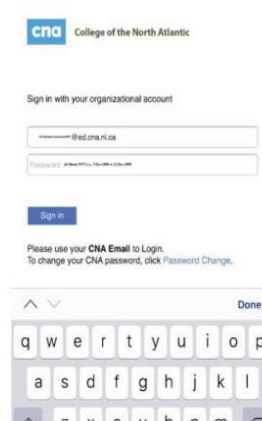 cna College of the North Atlantic
Sign in with your organizational account
@ed.cna.nl.ca
Password
Sign in
Please use your CNA Email to Login.
To change your CNA password, click Password Change.
Done
q w e r t y u i o p
a s d f g h j k l
z x c v b n m